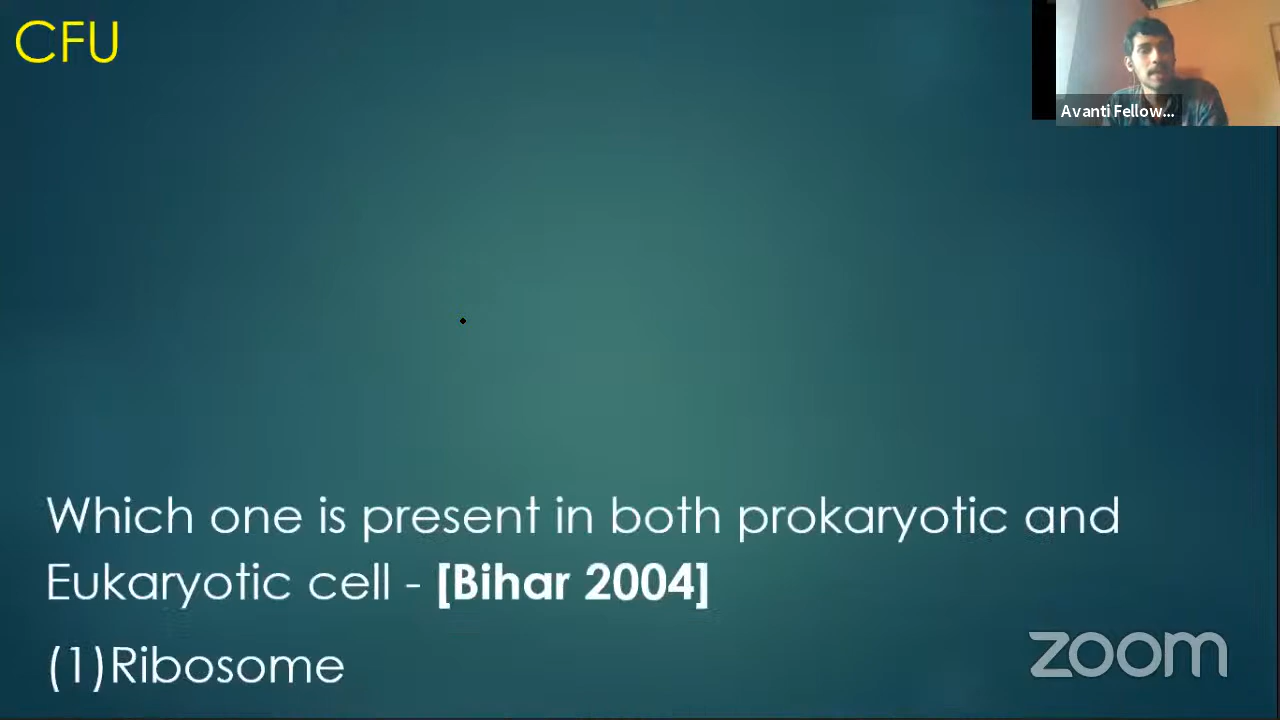 CFU
Avanti Fellow...
Which one is present in both prokaryotic and
Eukaryotic cell - [Bihar 2004]
(1)Ribosome
zoom